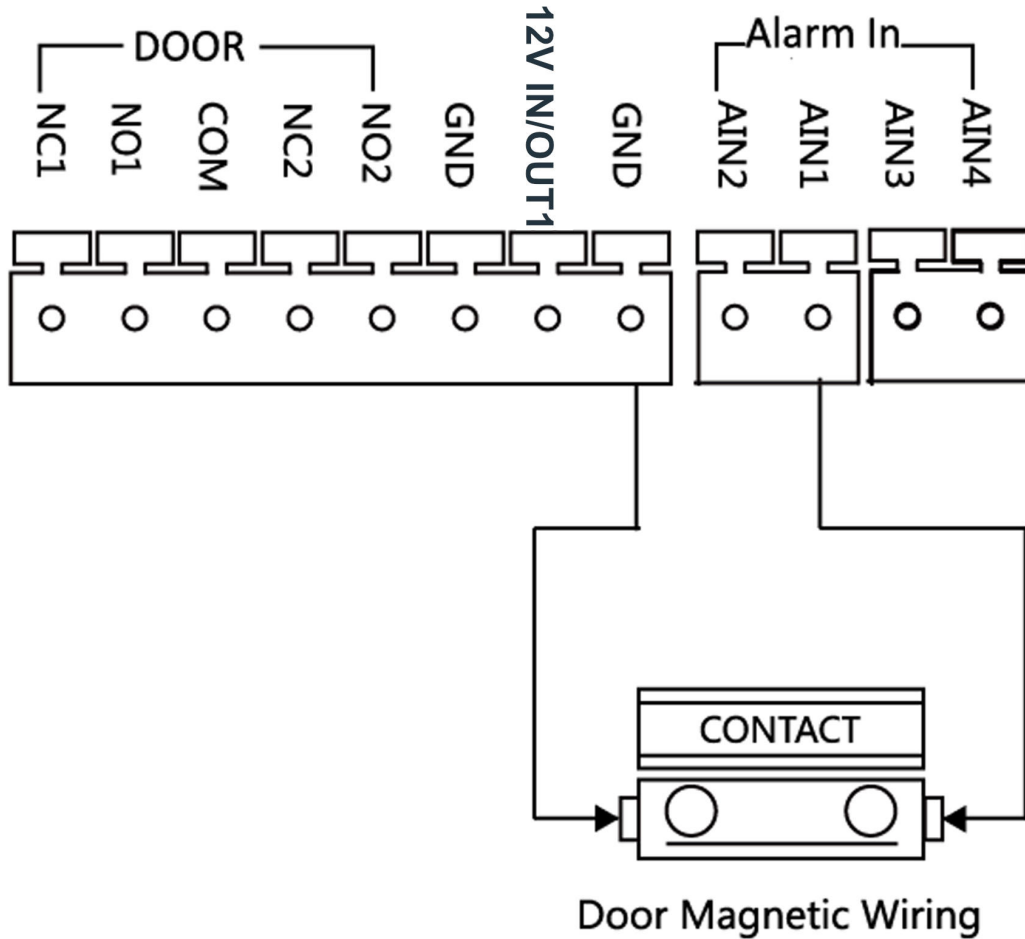 DOOR
12V IN/OUT1
Alarm In
NC1
NO1
COM
NC2
NO2
GND
GND
AIN2
AIN1
AIN3
AIN4
CONTACT
Door Magnetic Wiring